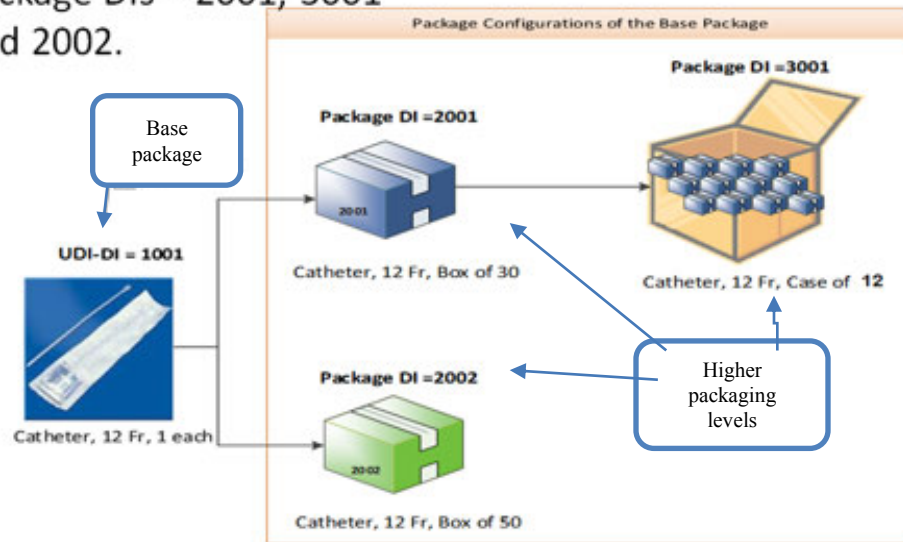 d 2002.
Package Configurations of the Base Package
Base
package
Package DI =2001
Package DI =3001
2001
UDI-DI = 1001
Catheter, 12 Fr, Box of 30
Catheter, 12 Fr, Case of 12
Catheter, 12 Fr, 1 each
Package DI =2002
Higher
packaging
levels
2002
Catheter, 12 Fr, Box of 50